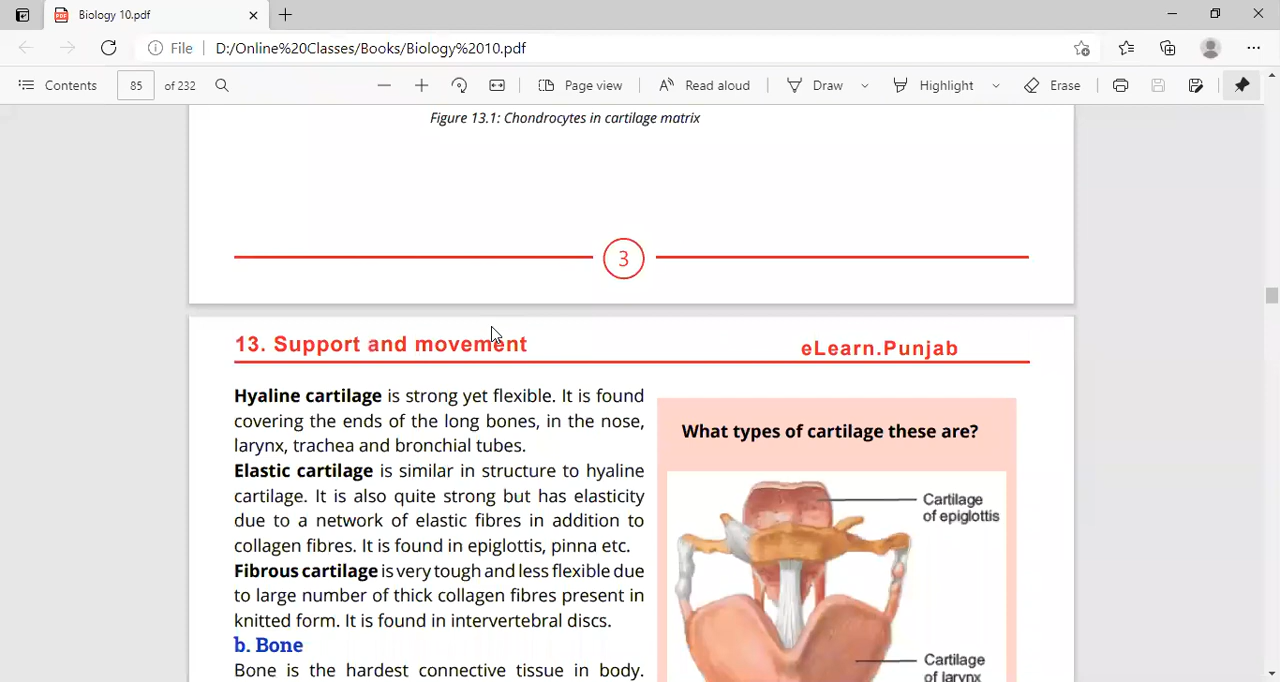 Biology 10.pdf
File
D:/Online%20Classes/Books/Biology%2010.pdf
Contents
85
of 232
Page view
Read aloud
Draw
Highlight
Erase
Figure 13.1: Chondrocytes in cartilage matrix
3
13. Support and movement
eLearn.Punjab
Hyaline cartilage is strong yet flexible. It is found
covering the ends of the long bones, in the nose,
larynx, trachea and bronchial tubes.
Elastic cartilage is similar in structure to hyaline
cartilage. It is also quite strong but has elasticity
due to a network of elastic fibres in addition to
collagen fibres. It is found in epiglottis, pinna etc.
Fibrous cartilage is very tough and less flexible due
to large number of thick collagen fibres present in
knitted form. It is found in intervertebral discs.
b. Bone
Bone is the hardest connective tissue in body.
What types of cartilage these are?
Cartilage
of epiglottis
Cartilage
of larynx